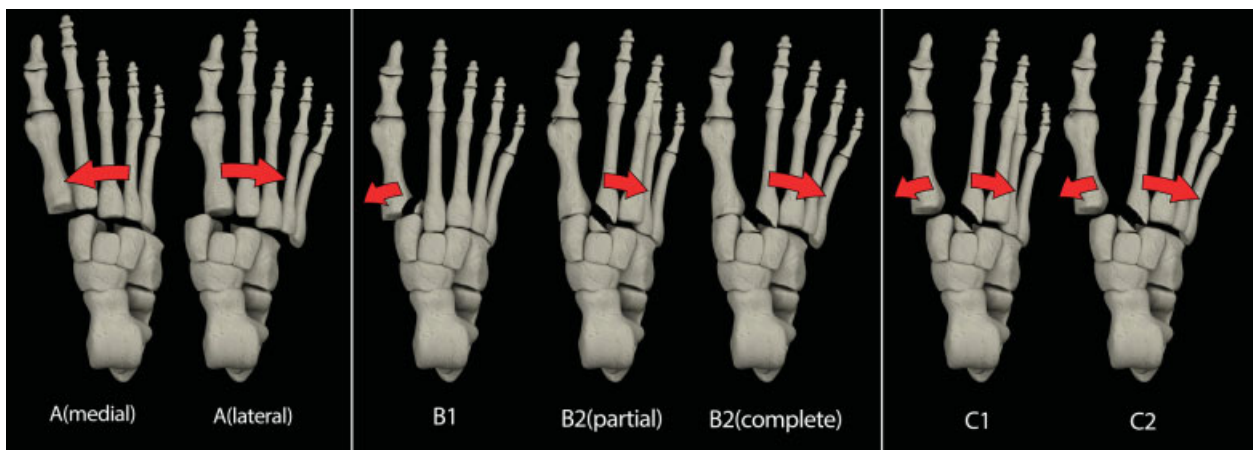 A(medial)
A(lateral)
B1
B2(partial)
B2(complete)
C1
C2